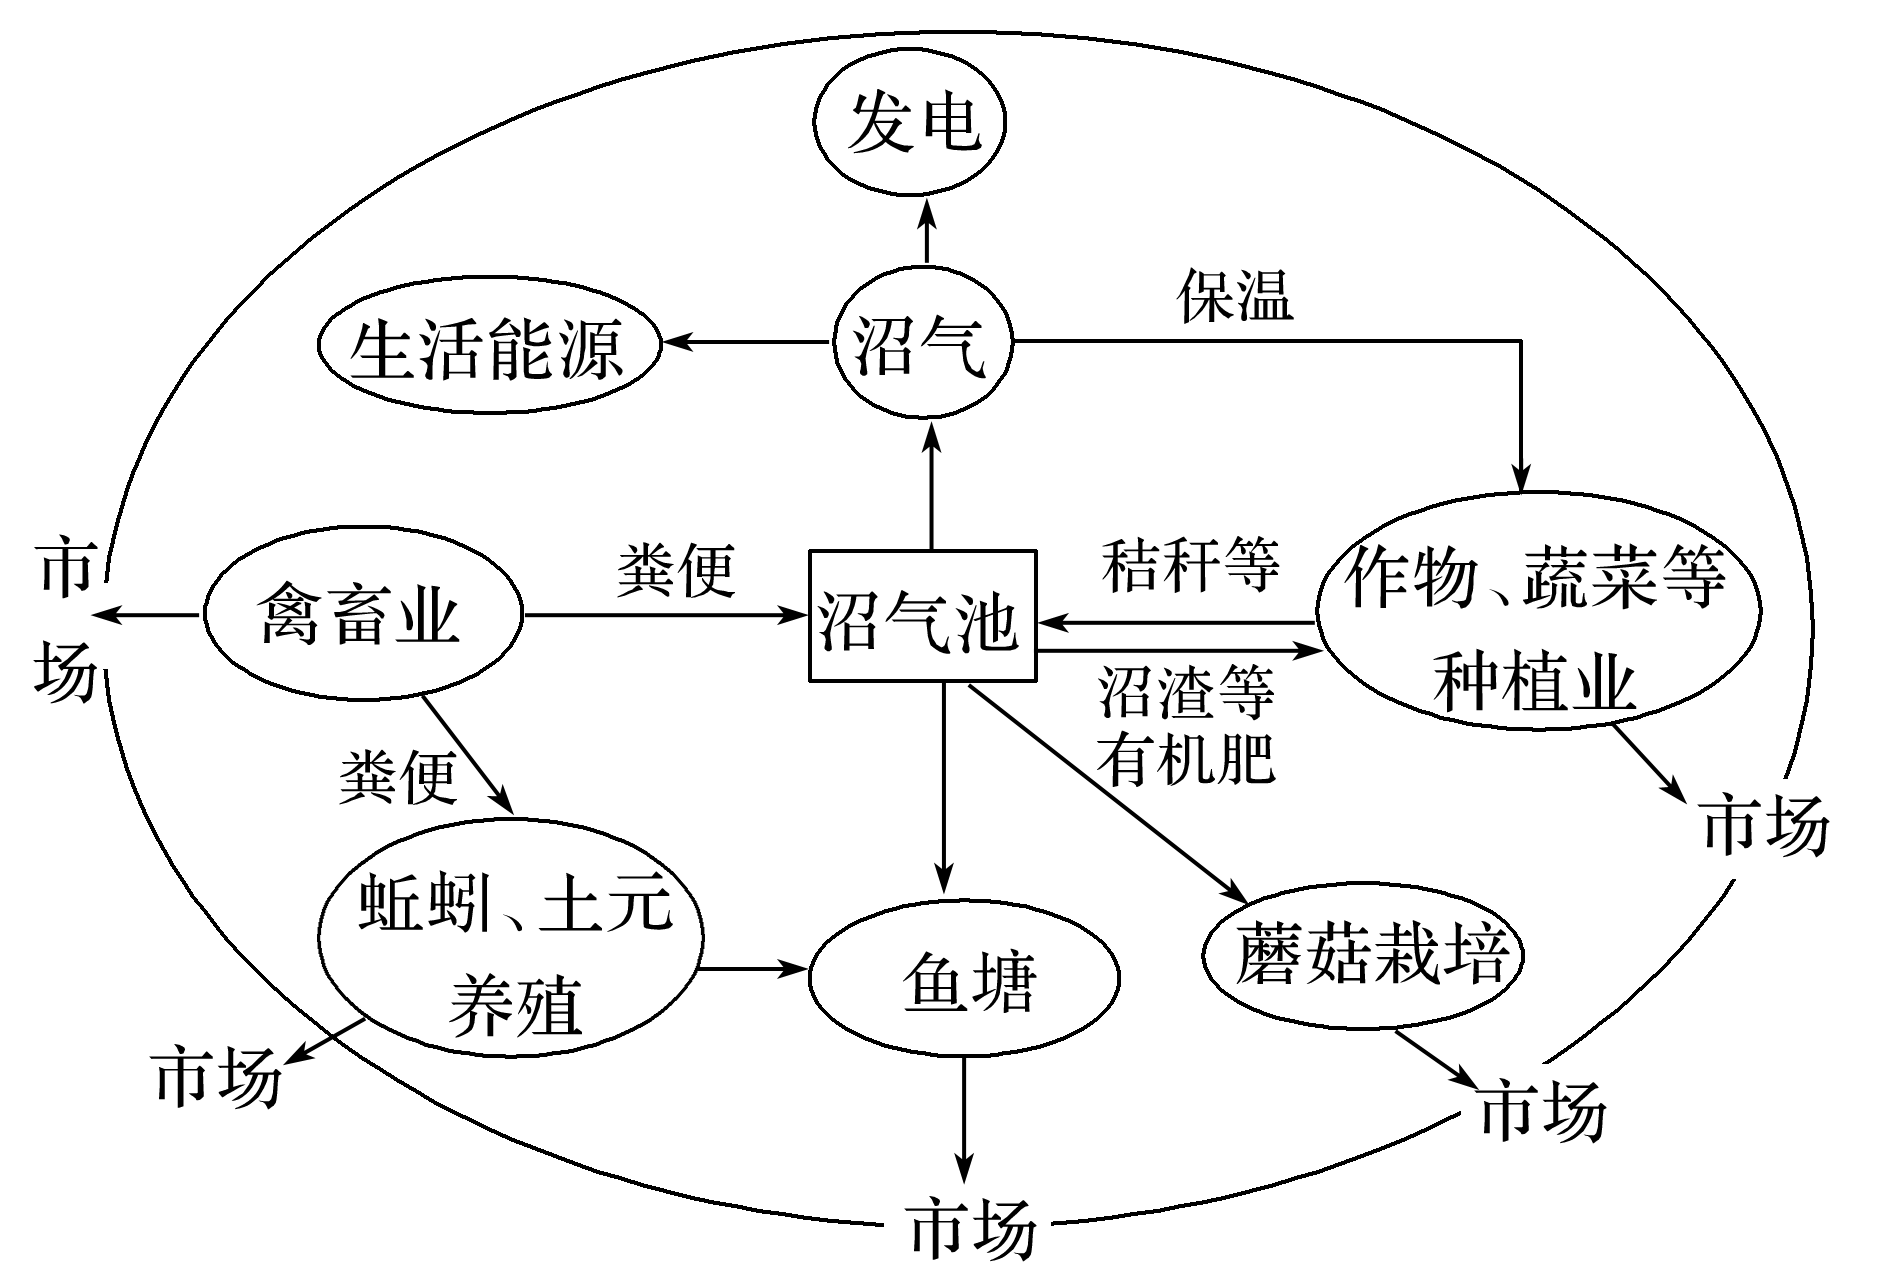 发电
保温
生活能源
沼气
市
场
禽畜业
粪便
沼气池
秸秆等
作物、蔬菜等
种植业
沼渣等
有机肥
粪便
市场
蚯蚓、土元
养殖
鱼塘
蘑菇栽培
市场
市场
市场